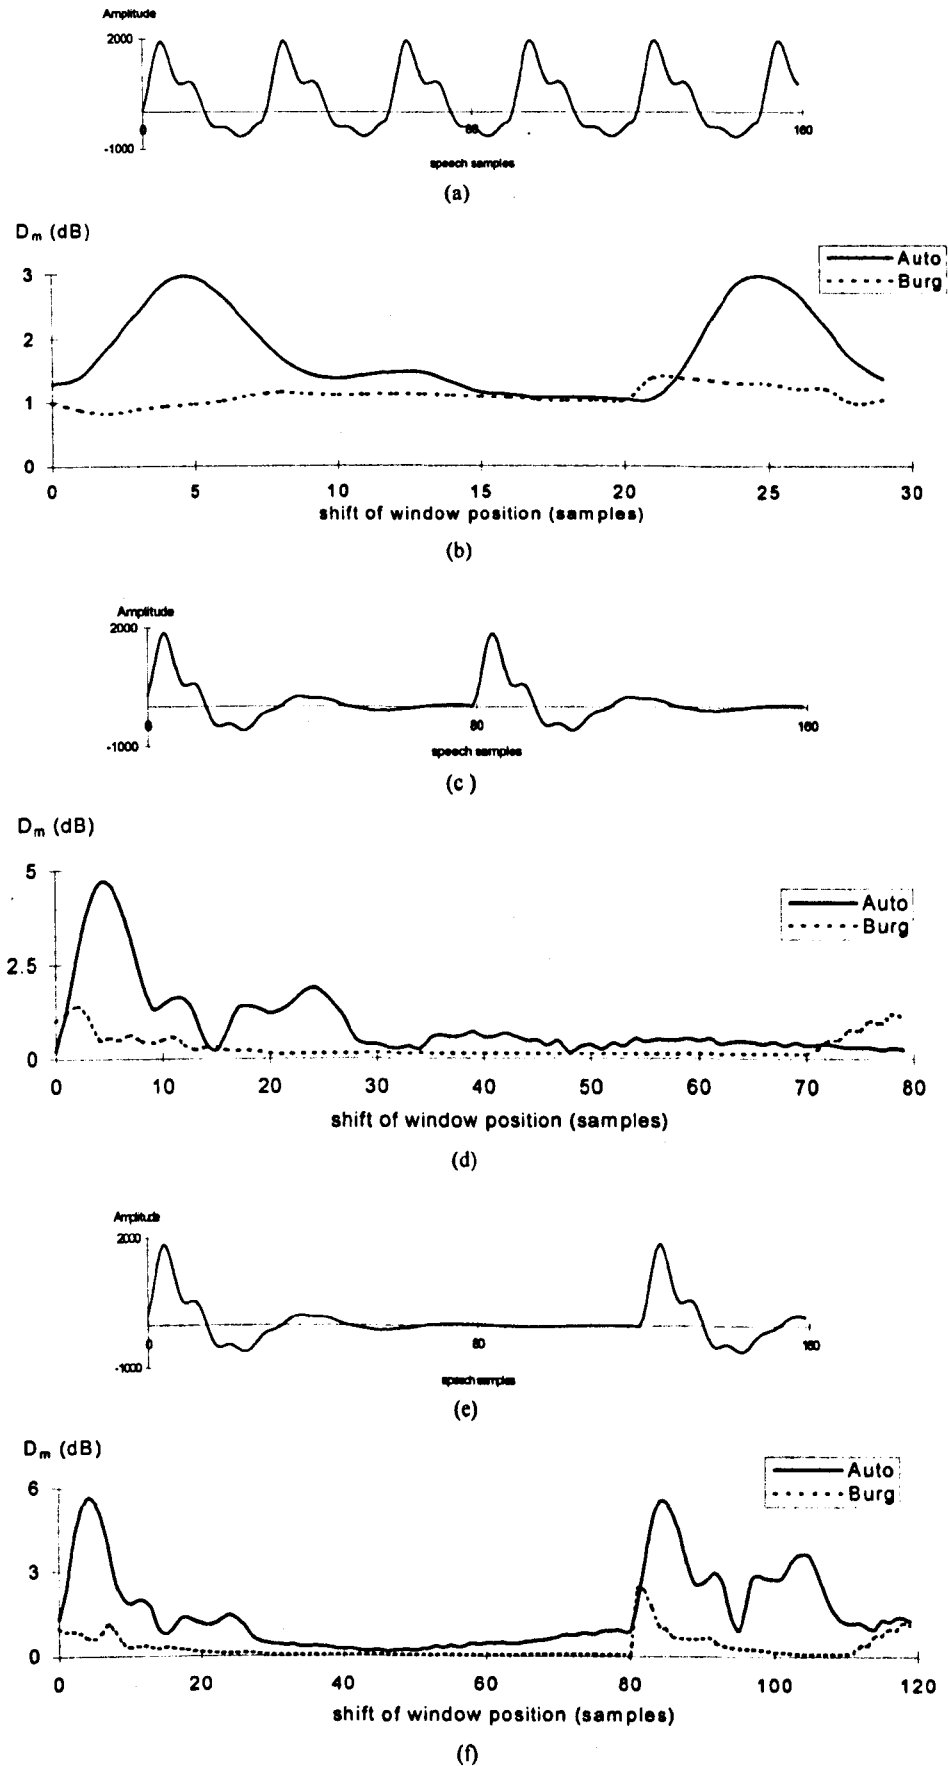 Amplitude
2000
0 80 160
-1000
speech samples
(a)
Dm (dB)
Auto
Burg
3
2
1
0
0 5 10 15 20 25 30
shift of window position (samples)
(b)
Amplitude
2000
0 80 160
-1000
speech samples
(c )
Dm (dB)
Auto
Burg
5
2.5
0
0 10 20 30 40 50 60 70 80
shift of window position (samples)
(d)
Amplitude
2000
0 80 160
-1000
speech samples
(e)
Dm (dB)
Auto
Burg
6
3
0
0 20 40 60 80 100 120
shift of window position (samples)
(f)